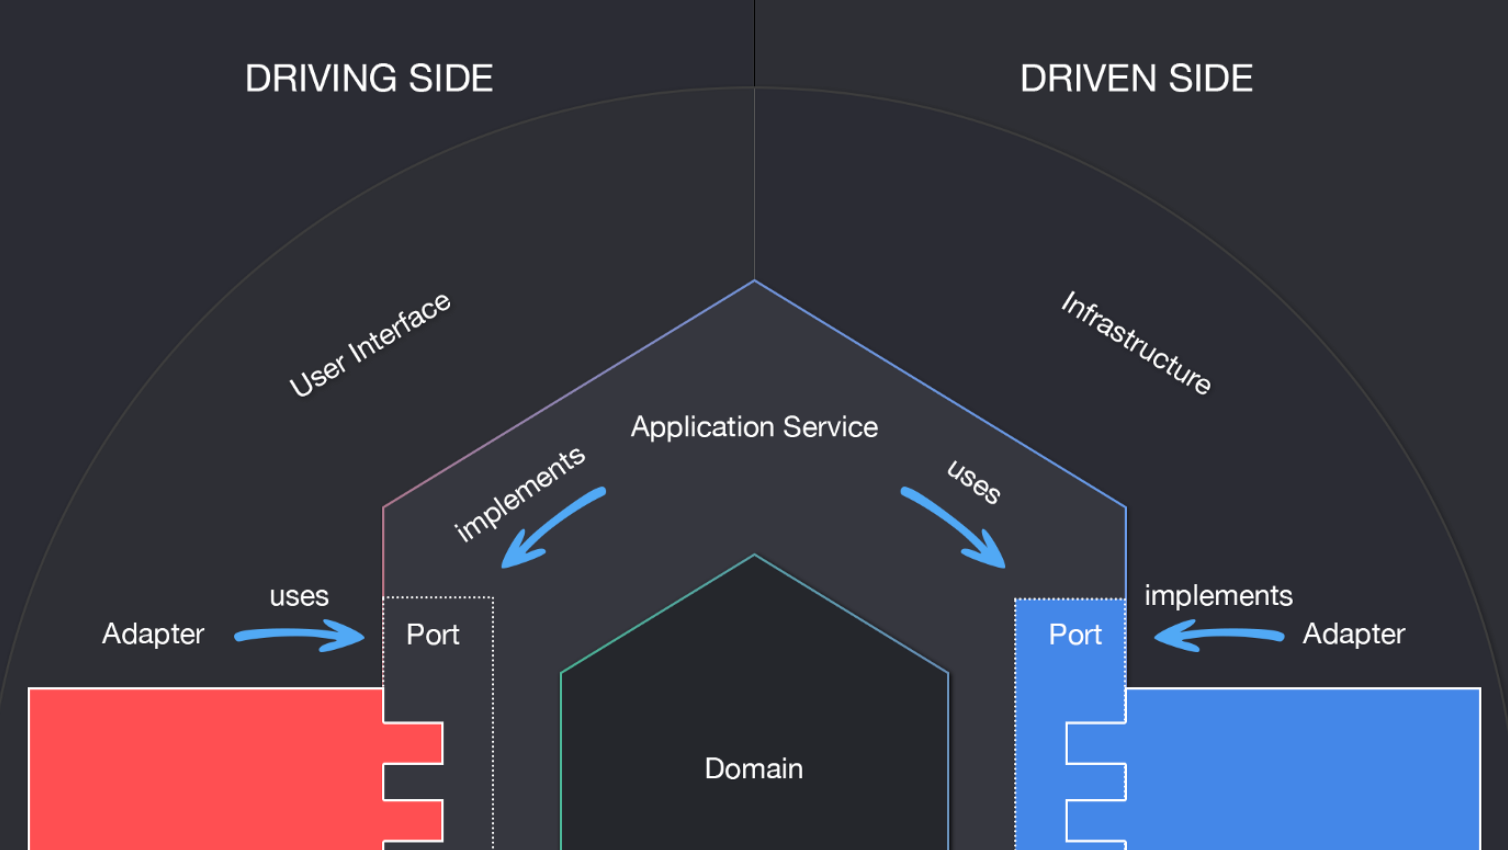 DRIVING SIDE
DRIVEN SIDE
User Interface
Infrastructure
Application Service
implements
uses
uses
implements
Adapter
Port
Port
Adapter
Domain